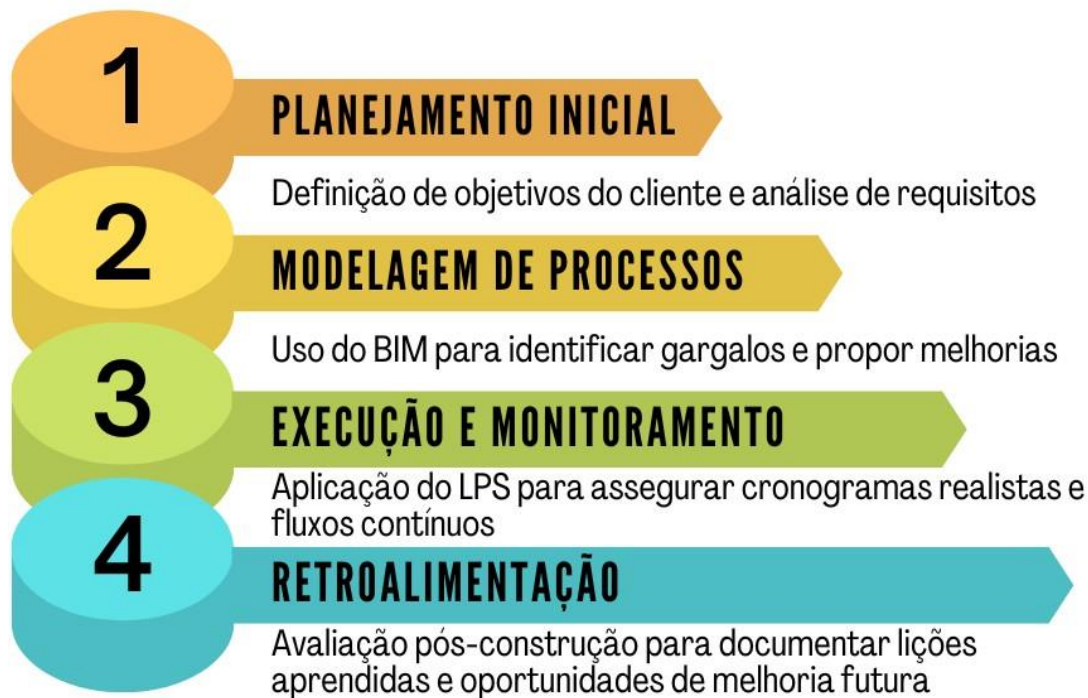 1
PLANEJAMENTO INICIAL
Definição de objetivos do cliente e análise de requisitos
2
MODELAGEM DE PROCESSOS
Uso do BIM para identificar gargalos e propor melhorias
3
EXECUÇÃO E MONITORAMENTO
Aplicação do LPS para assegurar cronogramas realistas e
fluxos contínuos
4
RETROALIMENTAÇÃO
Avaliação pós-construção para documentar lições
aprendidas e oportunidades de melhoria futura